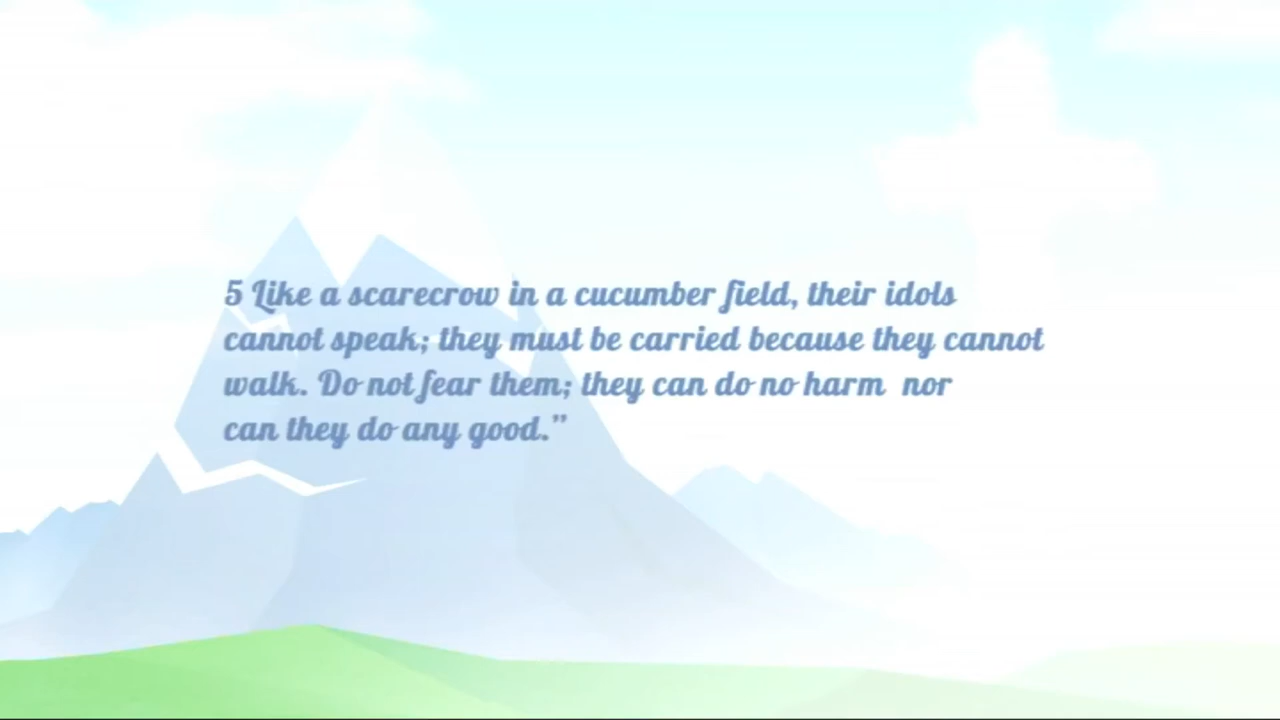 5 Like a scarecrow in a cucumber field, their idols
cannot speak; they must be carried because they cannot
walk. Do not fear them; they can do no harm  nor
can they do any good.”